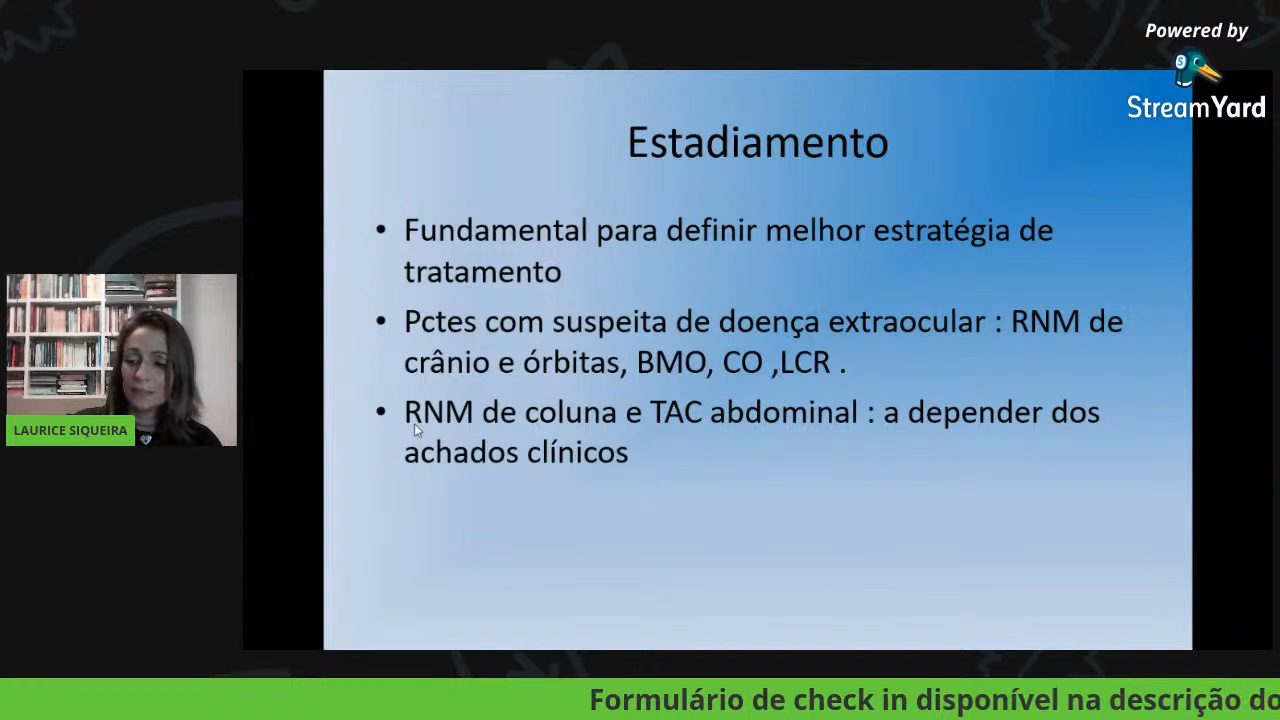 Powered by
StreamYard
Estadiamento
• Fundamental para definir melhor estratégia de
tratamento
• Pctes com suspeita de doença extraocular : RNM de
crânio e órbitas, BMO, CO ,LCR .
• RNM de coluna e TAC abdominal : a depender dos
achados clínicos
LAURICE SIQUEIRA
Formulário de check in disponível na descrição do